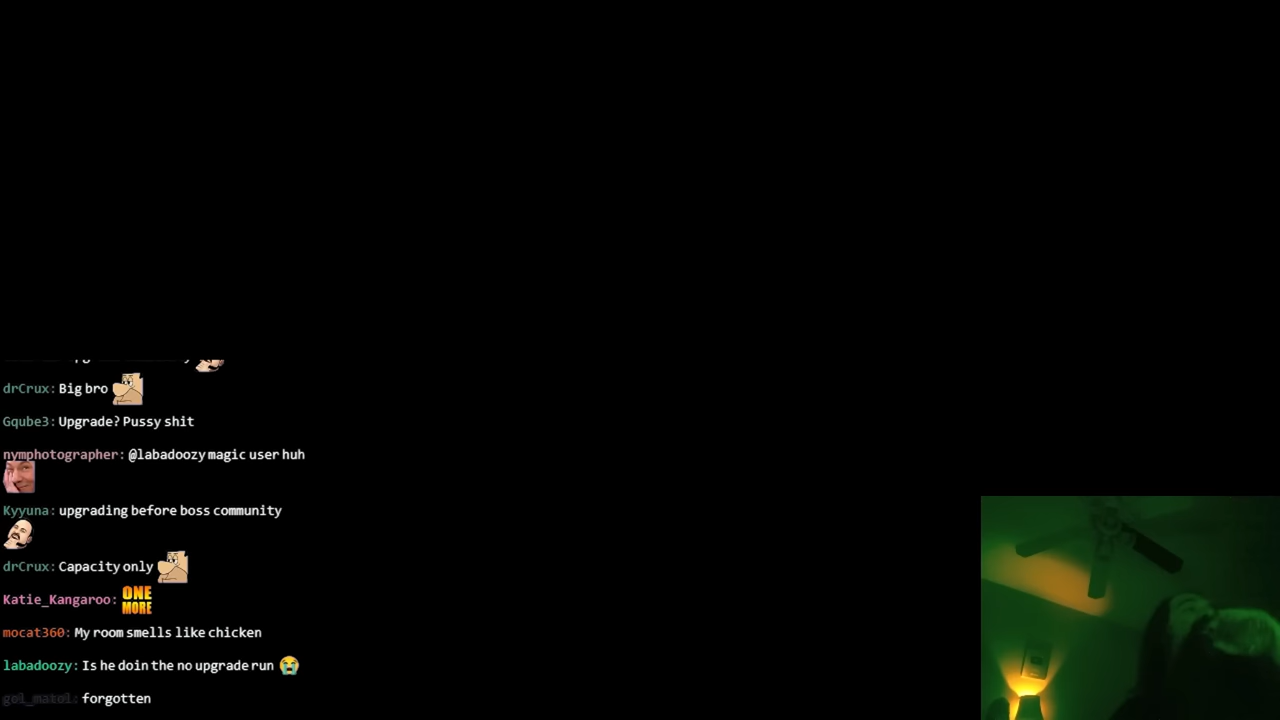 drCrux: Big bro
Gqube3: Upgrade? Pussy shit
nymphotographer: @labadoozy magic user huh
Kyyuna: upgrading before boss community
drCrux: Capacity only
Katie_Kangaroo: ONE MORE
mocat360: My room smells like chicken
labadoozy: Is he doin the no upgrade run
gol_matol: forgotten